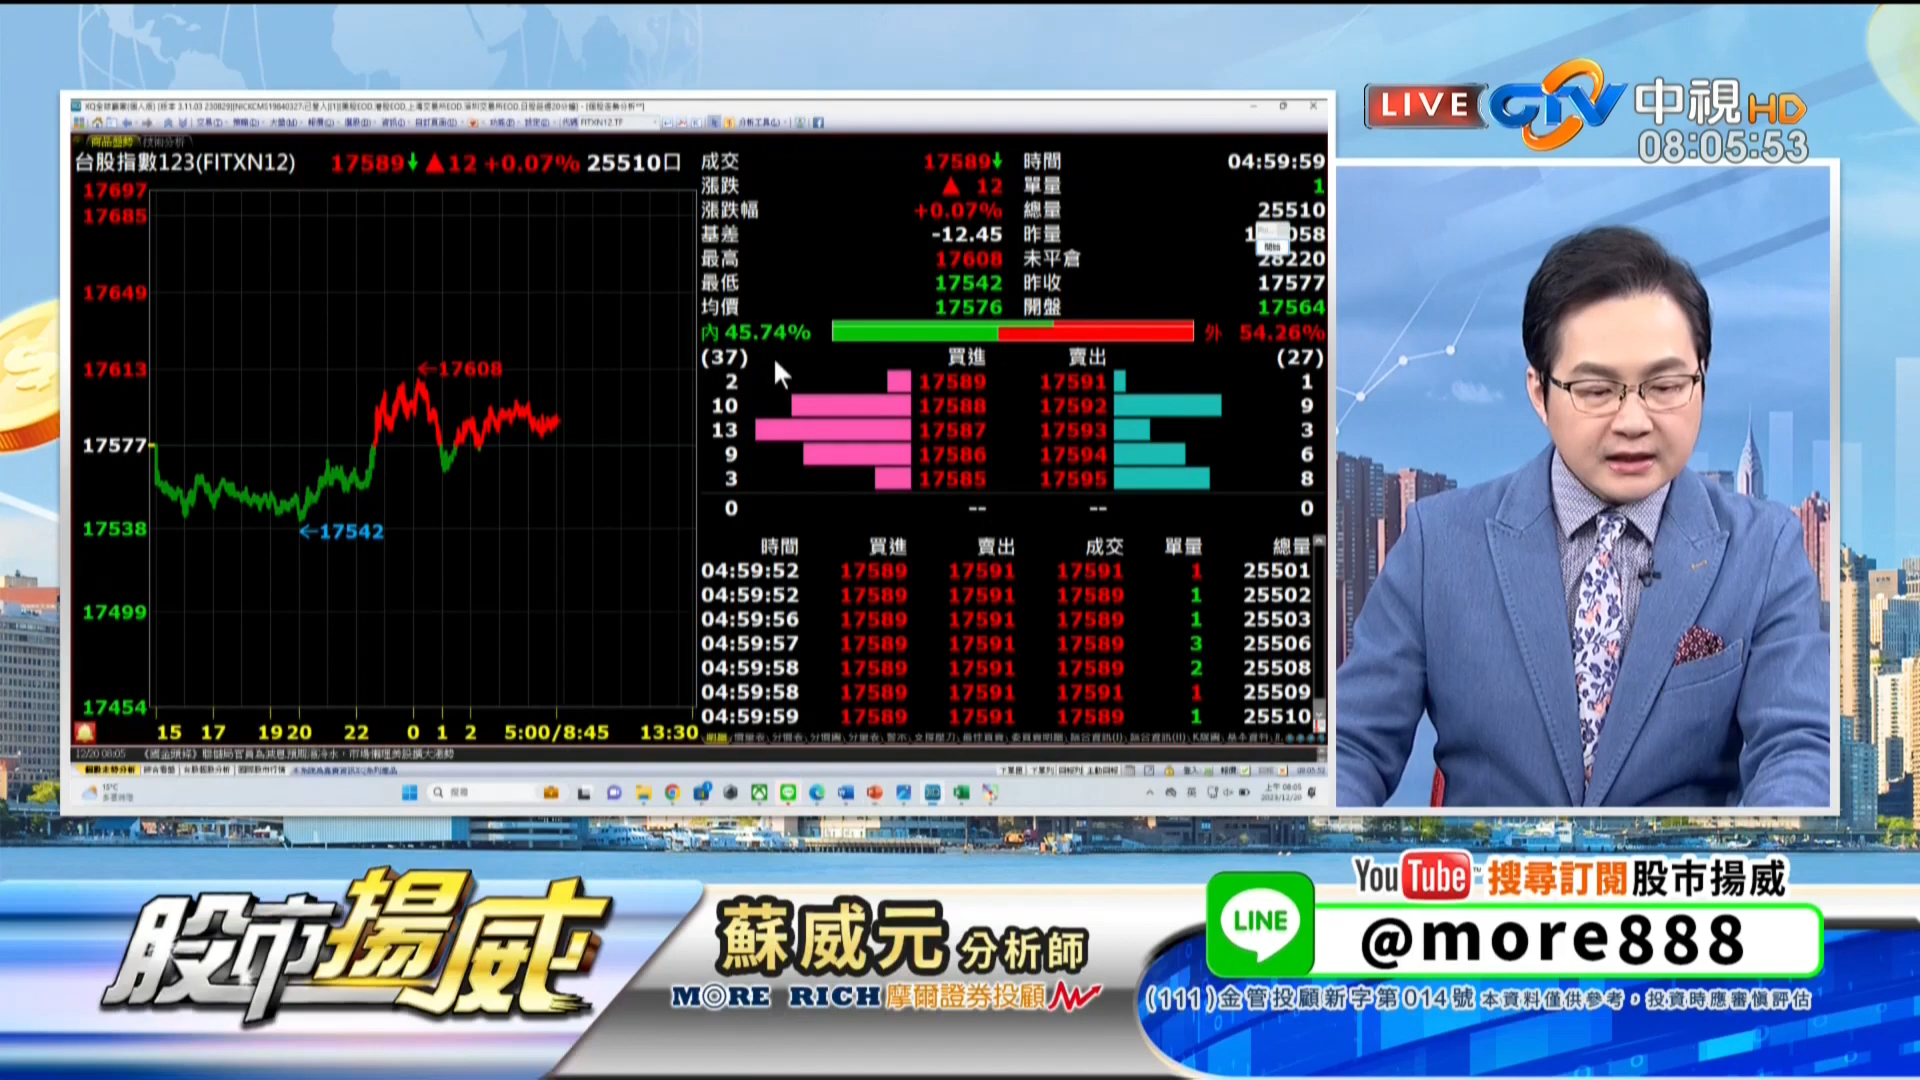 LIVE CTV 中視HD
08:05:53
台股指數123(FITXN12) 17589↓ ▲12 +0.07% 25510口
17697
17685
17649
17613
17577
17538
17499
17454
←17608
←17542
15 17 19 20 22 0 1 2 5:00/8:45 13:30
成交 17589↓ 時間 04:59:59
漲跌 ▲ 12 單量 1
漲跌幅 +0.07% 總量 25510
基差 -12.45 昨量
最高 17608 未平倉 28220
最低 17542 昨收 17577
均價 17576 開盤 17564
開始
內 45.74% 外 54.26%
(37) 買進 賣出 (27)
2 17589 17591 1
10 17588 17592 9
13 17587 17593 3
9 17586 17594 6
3 17585 17595 8
0 -- -- 0
時間 買進 賣出 成交 單量 總量
04:59:52 17589 17591 17591 1 25501
04:59:52 17589 17591 17589 1 25502
04:59:56 17589 17591 17589 1 25503
04:59:57 17589 17591 17589 3 25506
04:59:58 17589 17591 17589 2 25508
04:59:58 17589 17591 17591 1 25509
04:59:59 17589 17591 17589 1 25510
上午 08:05
2023/12/20
股市揚威
蘇威元 分析師
MORE RICH 摩爾證券投顧
YouTube 搜尋訂閱 股市揚威
LINE
@more888
(111)金管投顧新字第014號 本資料僅供參考，投資時應審慎評估